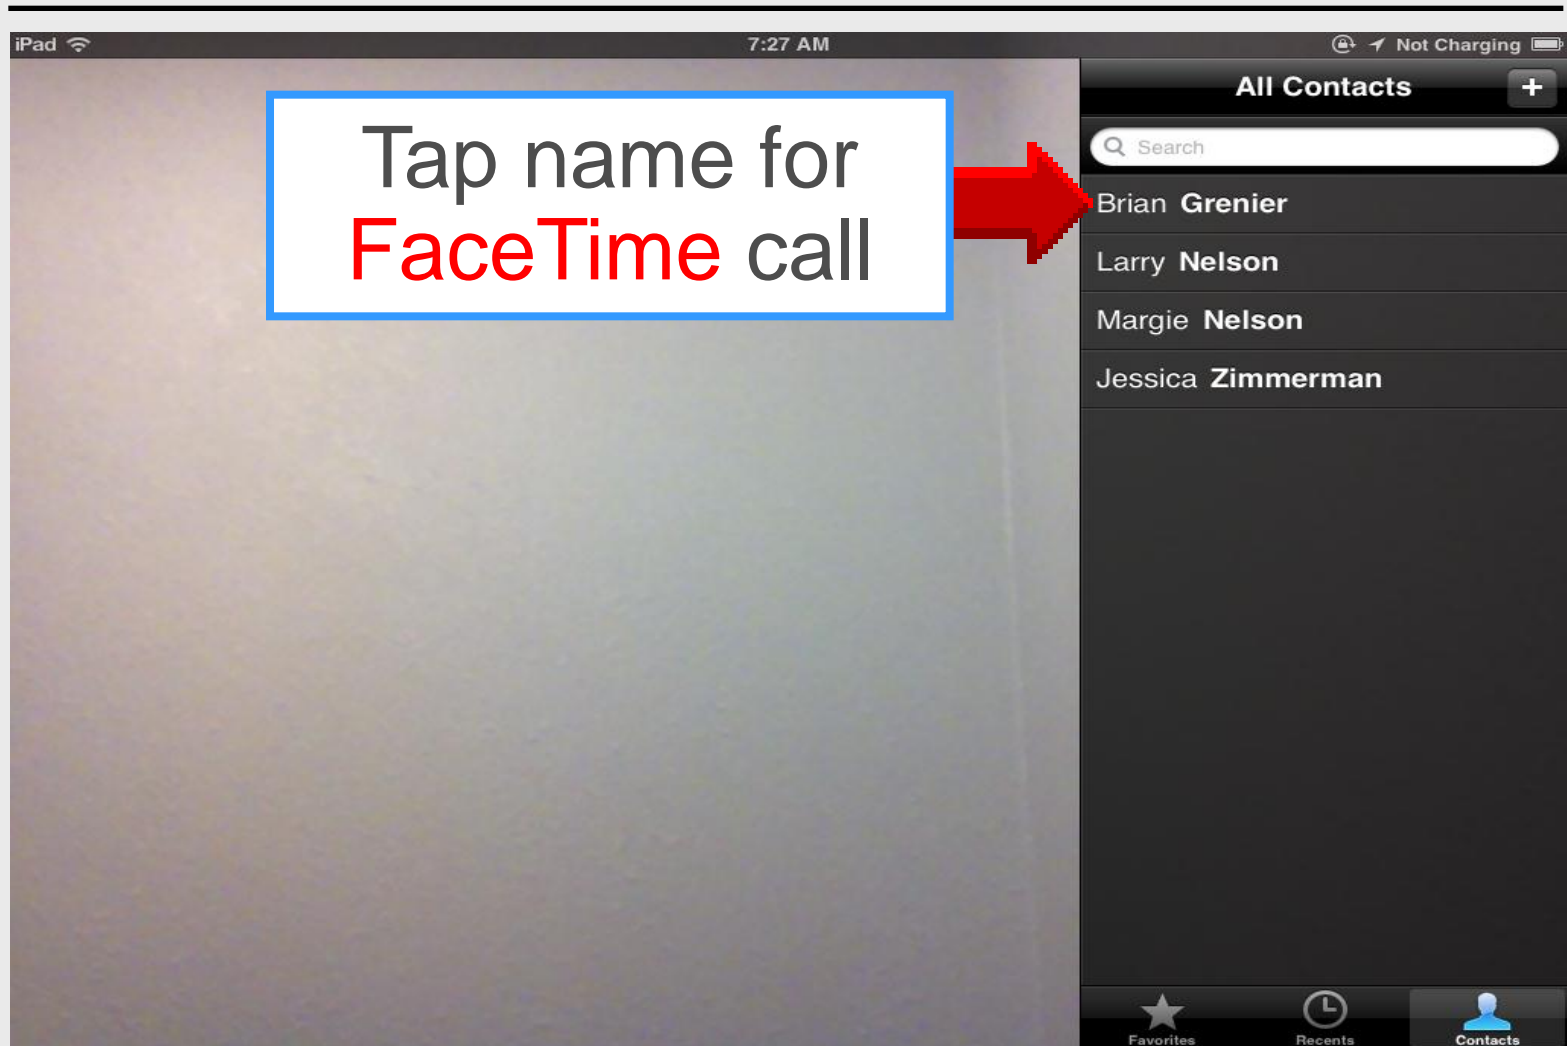 iPad 7:27 AM Not Charging
All Contacts +
Search
Tap name for
FaceTime call
Brian Grenier
Larry Nelson
Margie Nelson
Jessica Zimmerman
Favorites Recents Contacts